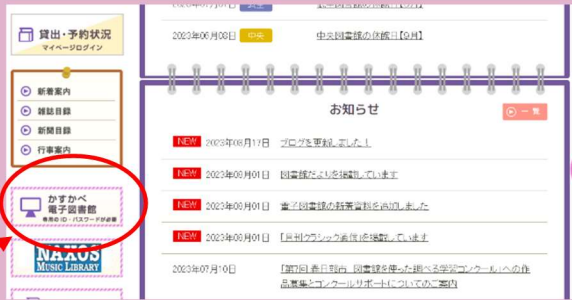 貸出・予約状況
マイページログイン
新着案内
雑誌目録
新聞目録
行事案内
かすかべ
電子図書館
専用のID・パスワードが必要
NAXOS
MUSIC LIBRARY
2023年06月08日 中央 中央図書館の休館日【9月】
お知らせ
一覧
NEW 2023年08月17日 ブログを更新しました！
NEW 2023年08月01日 図書館だよりを掲載しています
NEW 2023年08月01日 電子図書館の新着資料を追加しました
NEW 2023年08月01日 「月刊クラシック通信」を掲載しています
2023年07月10日 「第7回 春日部市 図書館を使った調べる学習コンクール」への作
品募集とコンクールサポートについてのご案内